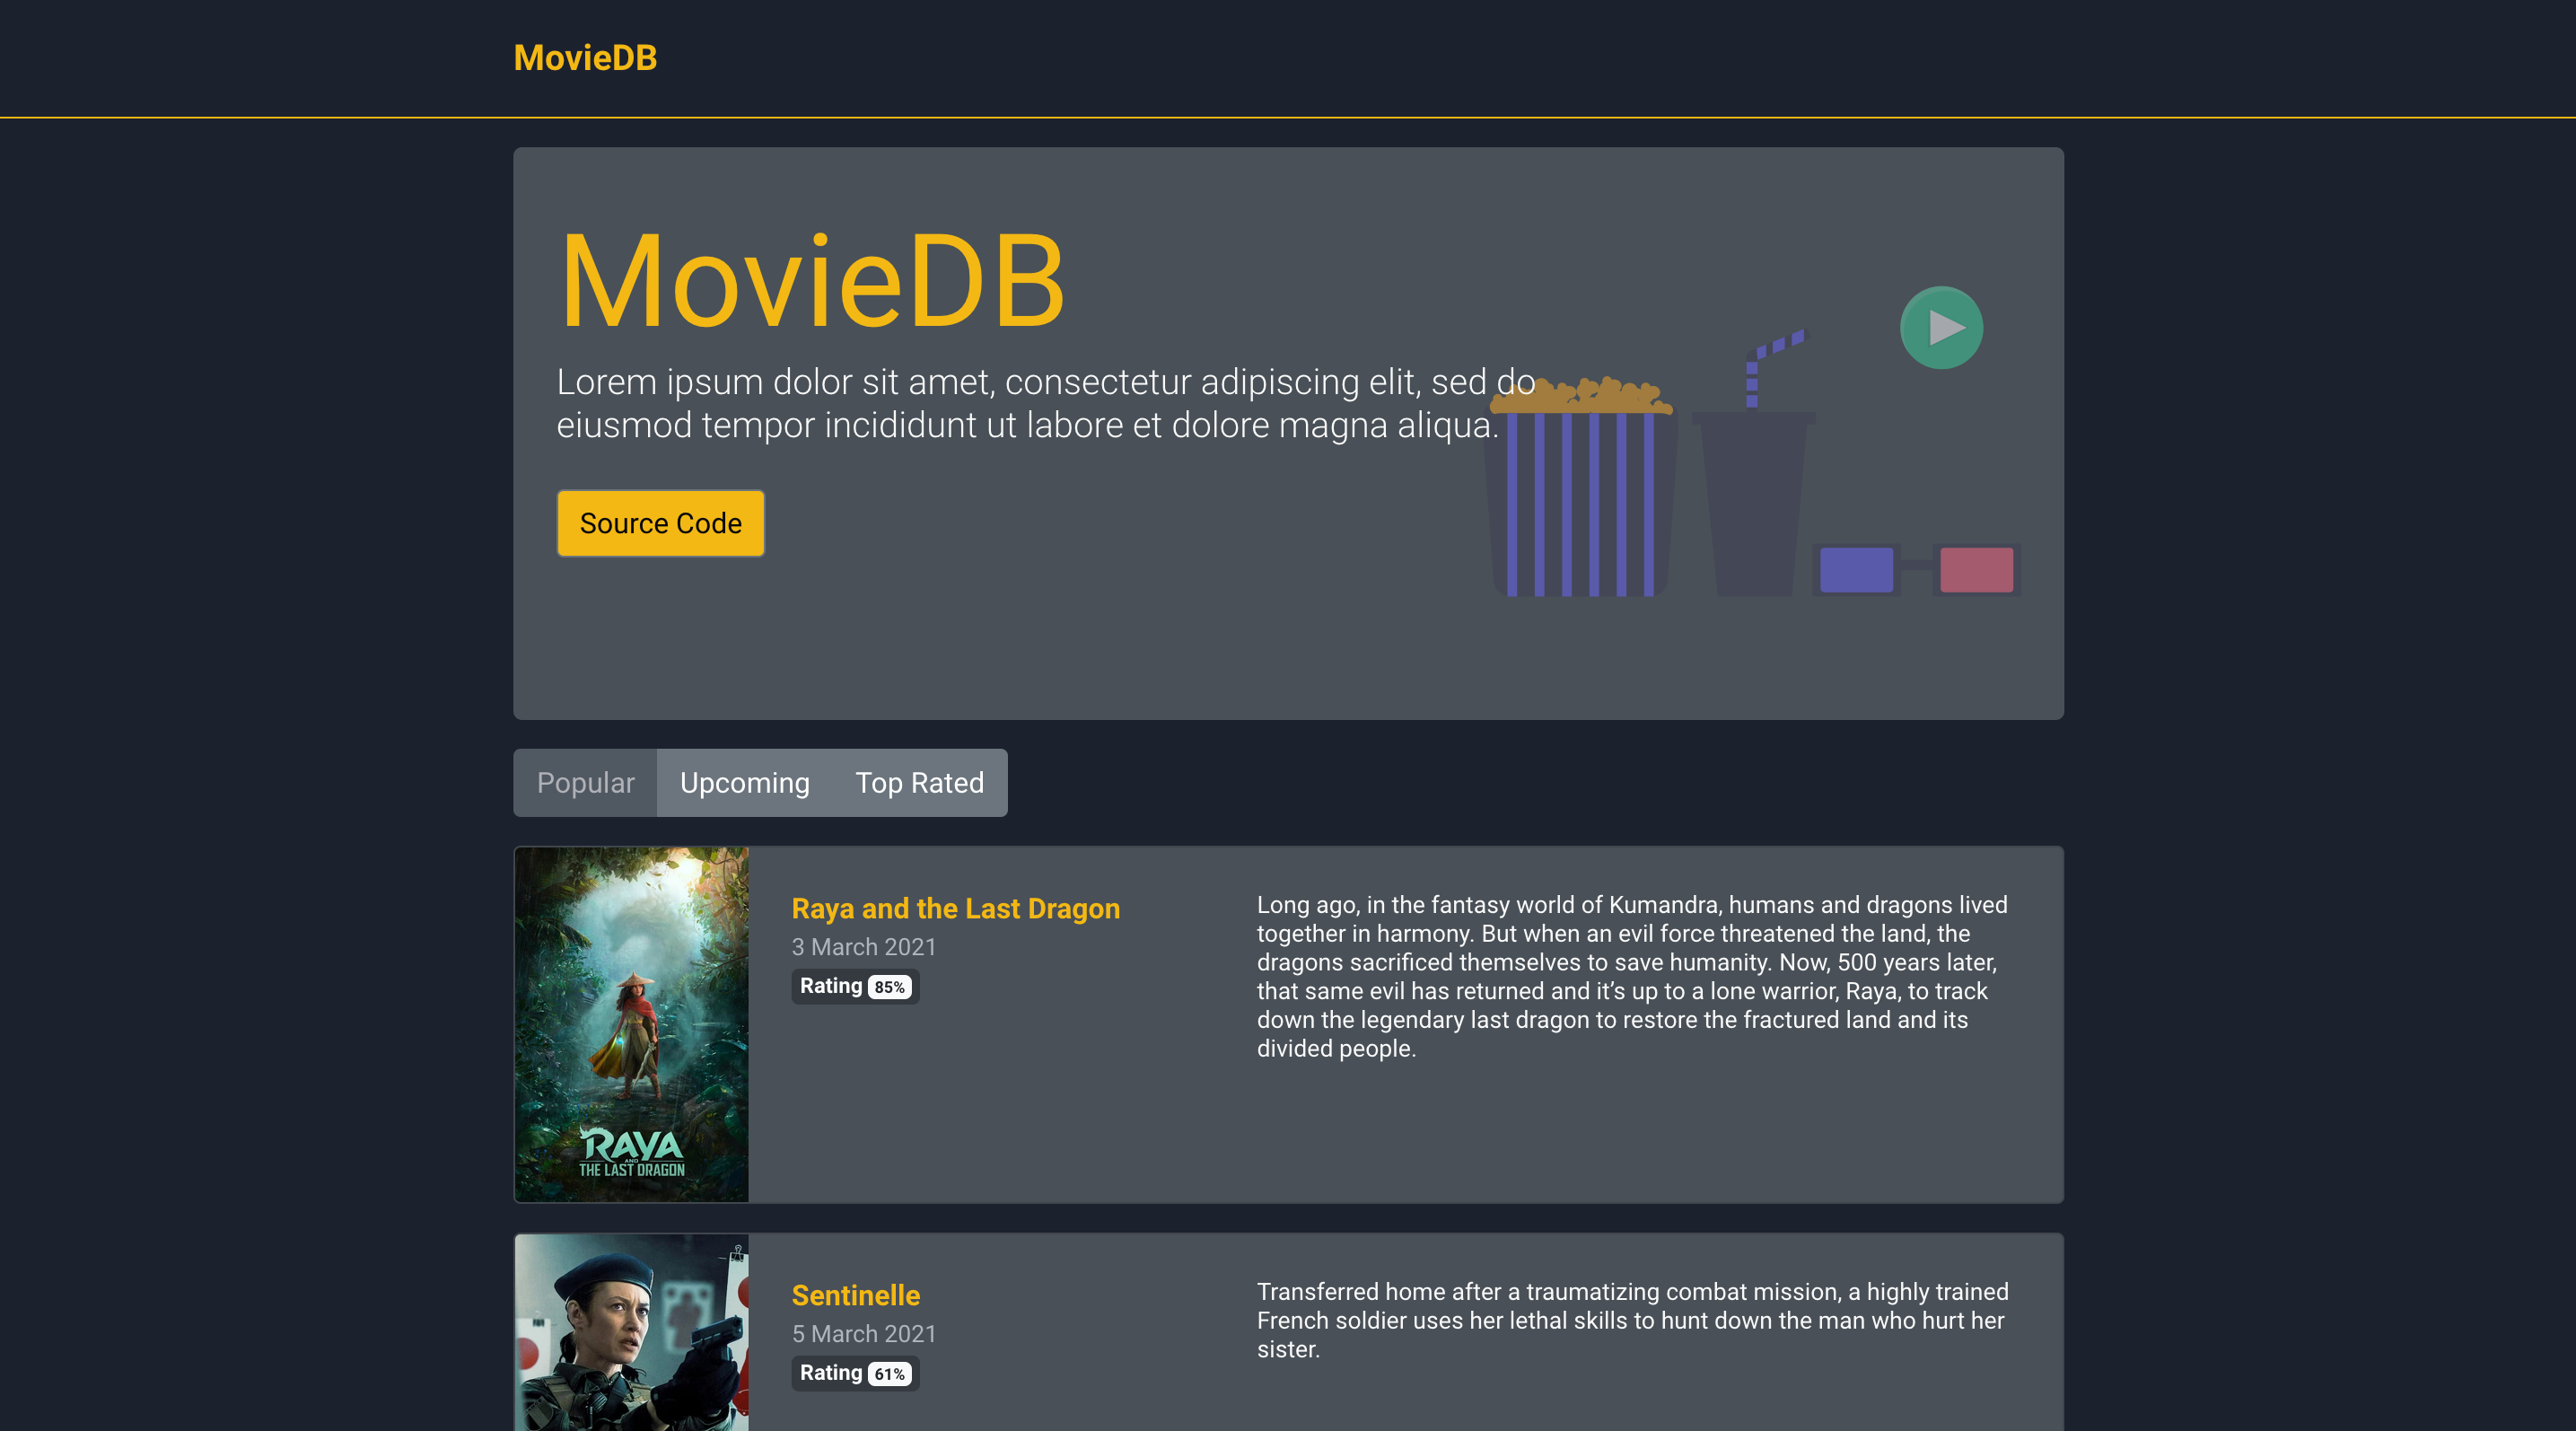 MovieDB
MovieDB
Lorem ipsum dolor sit amet, consectetur adipiscing elit, sed do
eiusmod tempor incididunt ut labore et dolore magna aliqua.
Source Code
Popular Upcoming Top Rated
Raya and the Last Dragon
3 March 2021
Rating 85%
Long ago, in the fantasy world of Kumandra, humans and dragons lived
together in harmony. But when an evil force threatened the land, the
dragons sacrificed themselves to save humanity. Now, 500 years later,
that same evil has returned and it’s up to a lone warrior, Raya, to track
down the legendary last dragon to restore the fractured land and its
divided people.
RAYA
AND
THE LAST DRAGON
Sentinelle
5 March 2021
Rating 61%
Transferred home after a traumatizing combat mission, a highly trained
French soldier uses her lethal skills to hunt down the man who hurt her
sister.